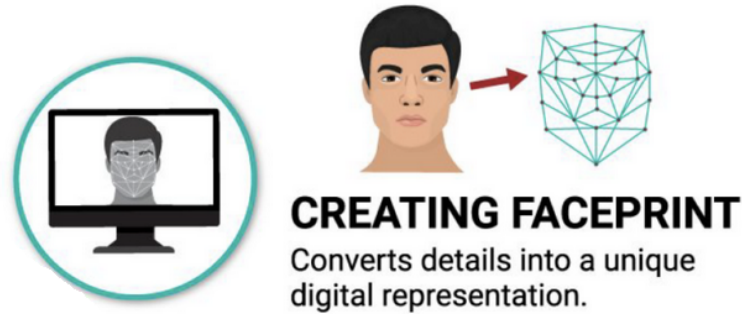 CREATING FACEPRINT
Converts details into a unique
digital representation.